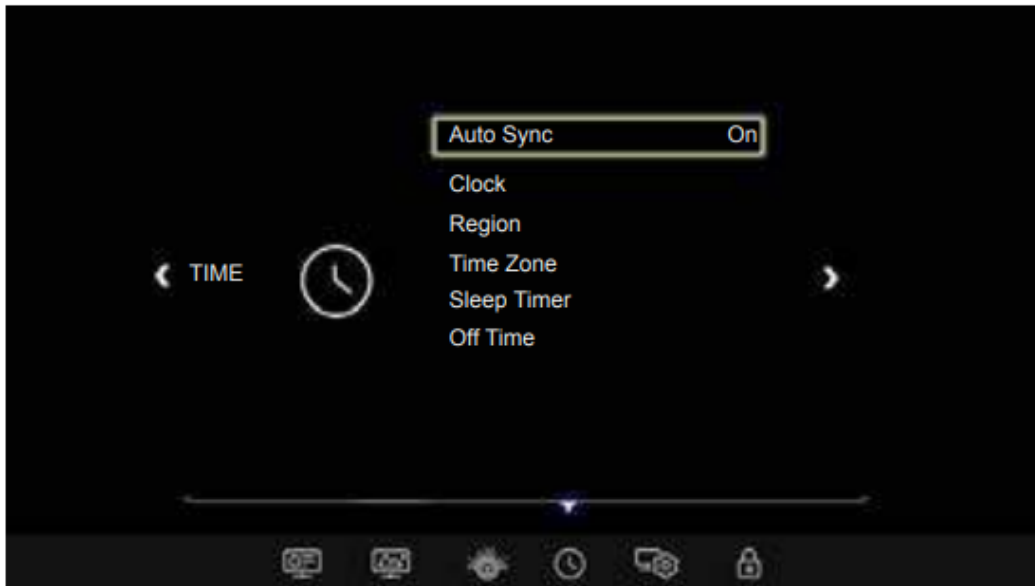 Auto Sync On
Clock
Region
TIME
Time Zone
Sleep Timer
Off Time